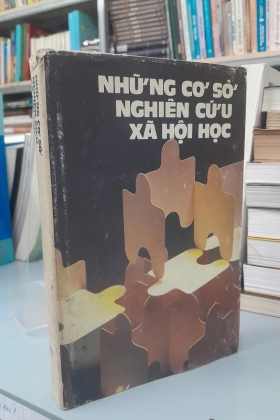 NHỮNG CƠ SỞ
NGHIÊN CỨU
XÃ HỘI HỌC